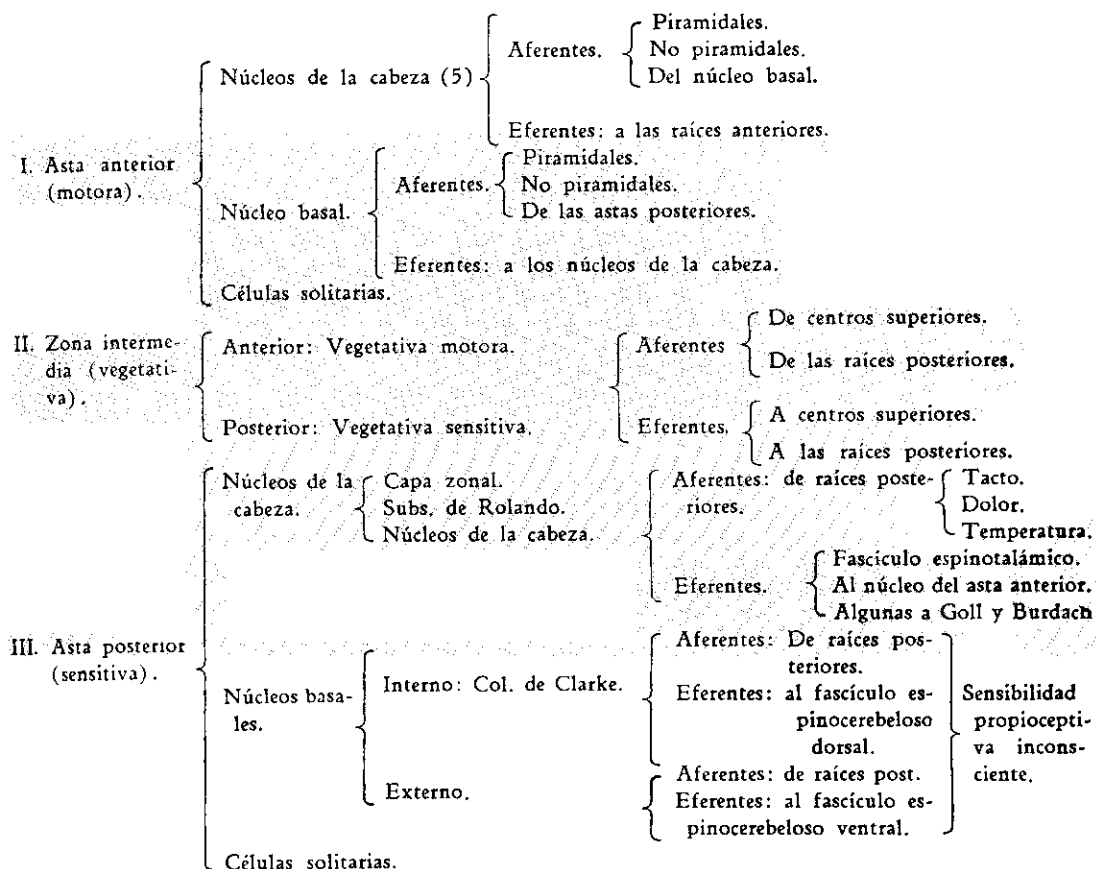 I. Asta anterior
(motora).
Núcleos de la cabeza (5)
Aferentes.
Piramidales.
No piramidales.
Del núcleo basal.
Eferentes: a las raíces anteriores.
Núcleo basal.
Aferentes.
Piramidales.
No piramidales.
De las astas posteriores.
Eferentes: a los núcleos de la cabeza.
Células solitarias.
II. Zona interme-
dia (vegetati-
va).
Anterior: Vegetativa motora.
Posterior: Vegetativa sensitiva.
Aferentes
De centros superiores.
De las raíces posteriores.
Eferentes.
A centros superiores.
A las raíces posteriores.
III. Asta posterior
(sensitiva).
Núcleos de la
cabeza.
Capa zonal.
Subs. de Rolando.
Núcleos de la cabeza.
Aferentes: de raíces poste-
riores.
Tacto.
Dolor.
Temperatura.
Eferentes.
Fascículo espinotalámico.
Al núcleo del asta anterior.
Algunas a Goll y Burdach
Núcleos basa-
les.
Interno: Col. de Clarke.
Aferentes: De raíces pos-
teriores.
Eferentes: al fascículo es-
pinocerebeloso
dorsal.
Externo.
Aferentes: de raíces post.
Eferentes: al fascículo es-
pinocerebeloso ventral.
Sensibilidad
propiocepti-
va incons-
ciente.
Células solitarias.